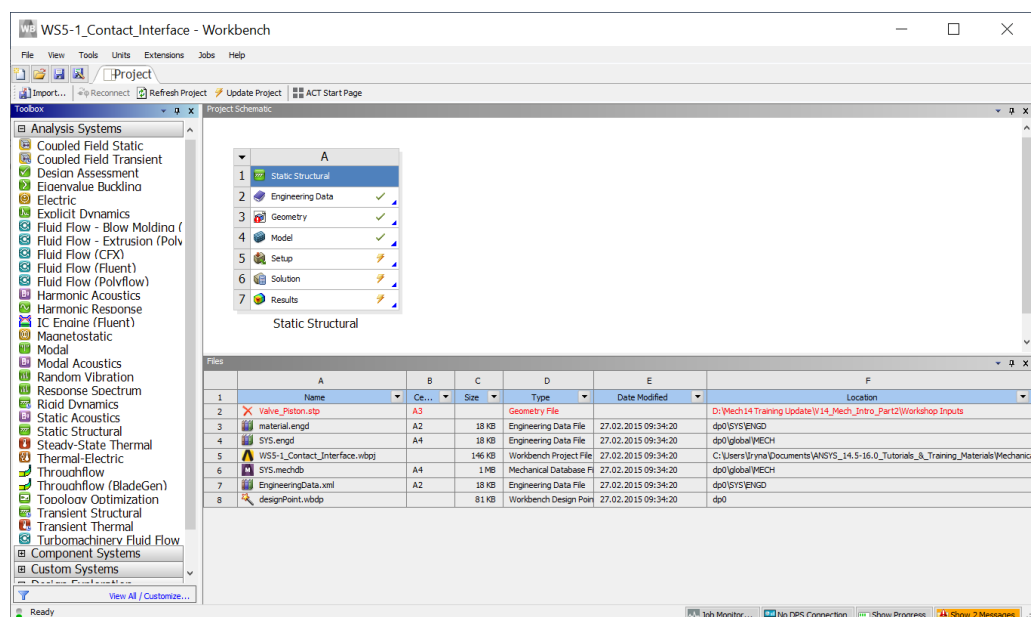 WB WS5-1_Contact_Interface - Workbench
File View Tools Units Extensions Jobs Help
Project
Import... Reconnect Refresh Project Update Project ACT Start Page
Toolbox
Analysis Systems
Coupled Field Static
Coupled Field Transient
Design Assessment
Eigenvalue Buckling
Electric
Explicit Dynamics
Fluid Flow - Blow Molding (
Fluid Flow - Extrusion (Poly
Fluid Flow (CFX)
Fluid Flow (Fluent)
Fluid Flow (Polyflow)
Harmonic Acoustics
Harmonic Response
IC Engine (Fluent)
Magnetostatic
Modal
Modal Acoustics
Random Vibration
Response Spectrum
Rigid Dynamics
Static Acoustics
Static Structural
Steady-State Thermal
Thermal-Electric
Throughflow
Throughflow (BladeGen)
Topology Optimization
Transient Structural
Transient Thermal
Turbomachinery Fluid Flow
Component Systems
Custom Systems
Design Exploration
View All / Customize...
Project Schematic
A
1 Static Structural
2 Engineering Data
3 Geometry
4 Model
5 Setup
6 Solution
7 Results
Static Structural
Files
A B C D E F
1 Name Ce... Size Type Date Modified Location
2 Valve_Piston.stp A3 Geometry File D:\Mech14 Training Update\V14_Mech_Intro_Part2\Workshop Inputs
3 material.engd A2 18 KB Engineering Data File 27.02.2015 09:34:20 dp0\SYS\ENGD
4 SYS.engd A4 18 KB Engineering Data File 27.02.2015 09:34:20 dp0\global\MECH
5 WS5-1_Contact_Interface.wbpj 146 KB Workbench Project File 27.02.2015 09:34:20 C:\Users\Iryna\Documents\ANSYS_14.5-16.0_Tutorials_&_Training_Materials\Mechanica
6 SYS.mechdb A4 1 MB Mechanical Database Fi 27.02.2015 09:34:20 dp0\global\MECH
7 EngineeringData.xml A2 18 KB Engineering Data File 27.02.2015 09:34:20 dp0\SYS\ENGD
8 designPoint.wbdp 81 KB Workbench Design Poin 27.02.2015 09:34:20 dp0
Ready
Job Monitor... No DPS Connection Show Progress Show 2 Messages